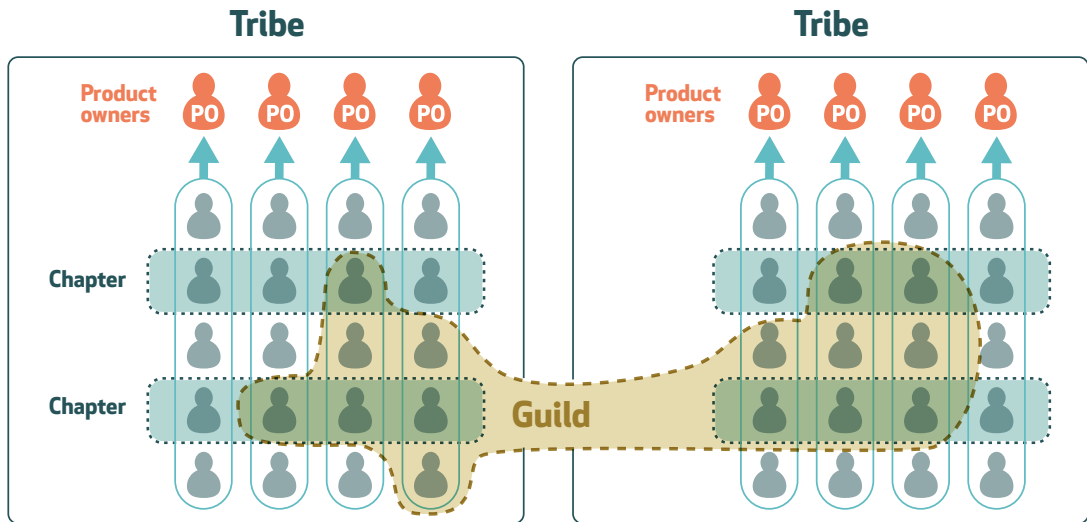 Tribe
Tribe
Product
owners
PO
PO
PO
PO
Product
owners
PO
PO
PO
PO
Chapter
Chapter
Guild